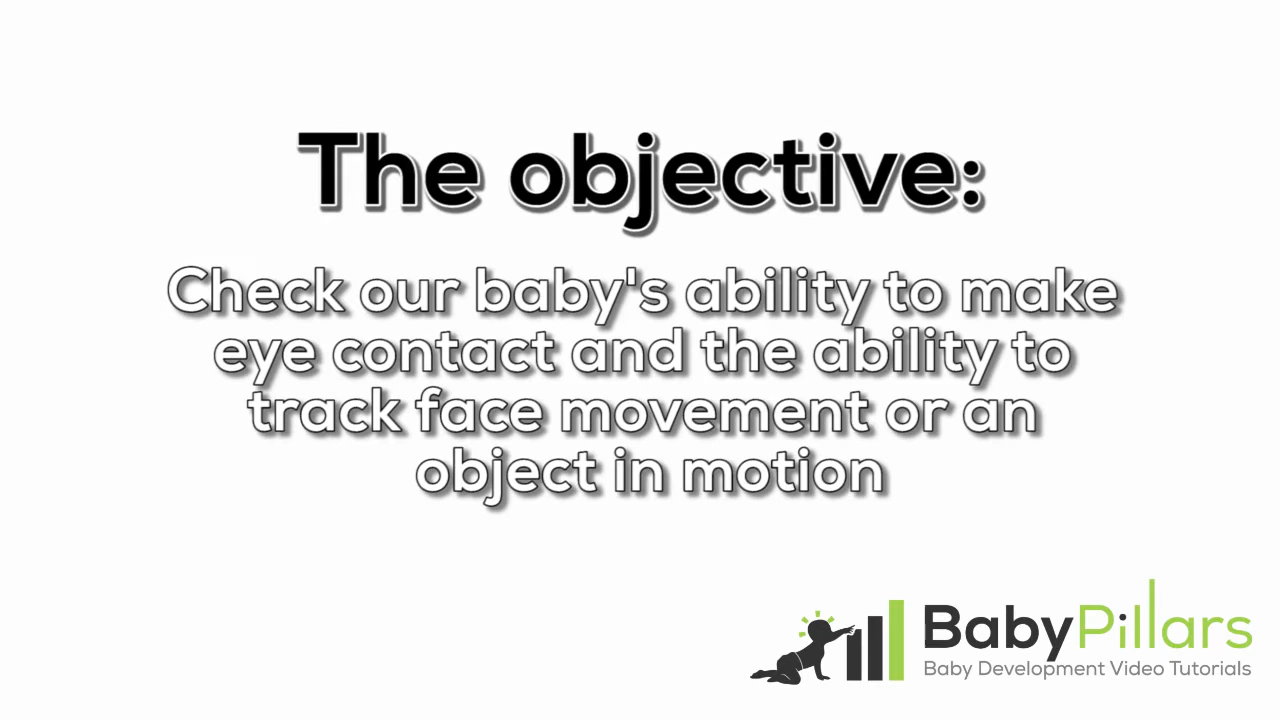 The objective:
Check our baby's ability to make
eye contact and the ability to
track face movement or an
object in motion
BabyPillars
Baby Development Video Tutorials